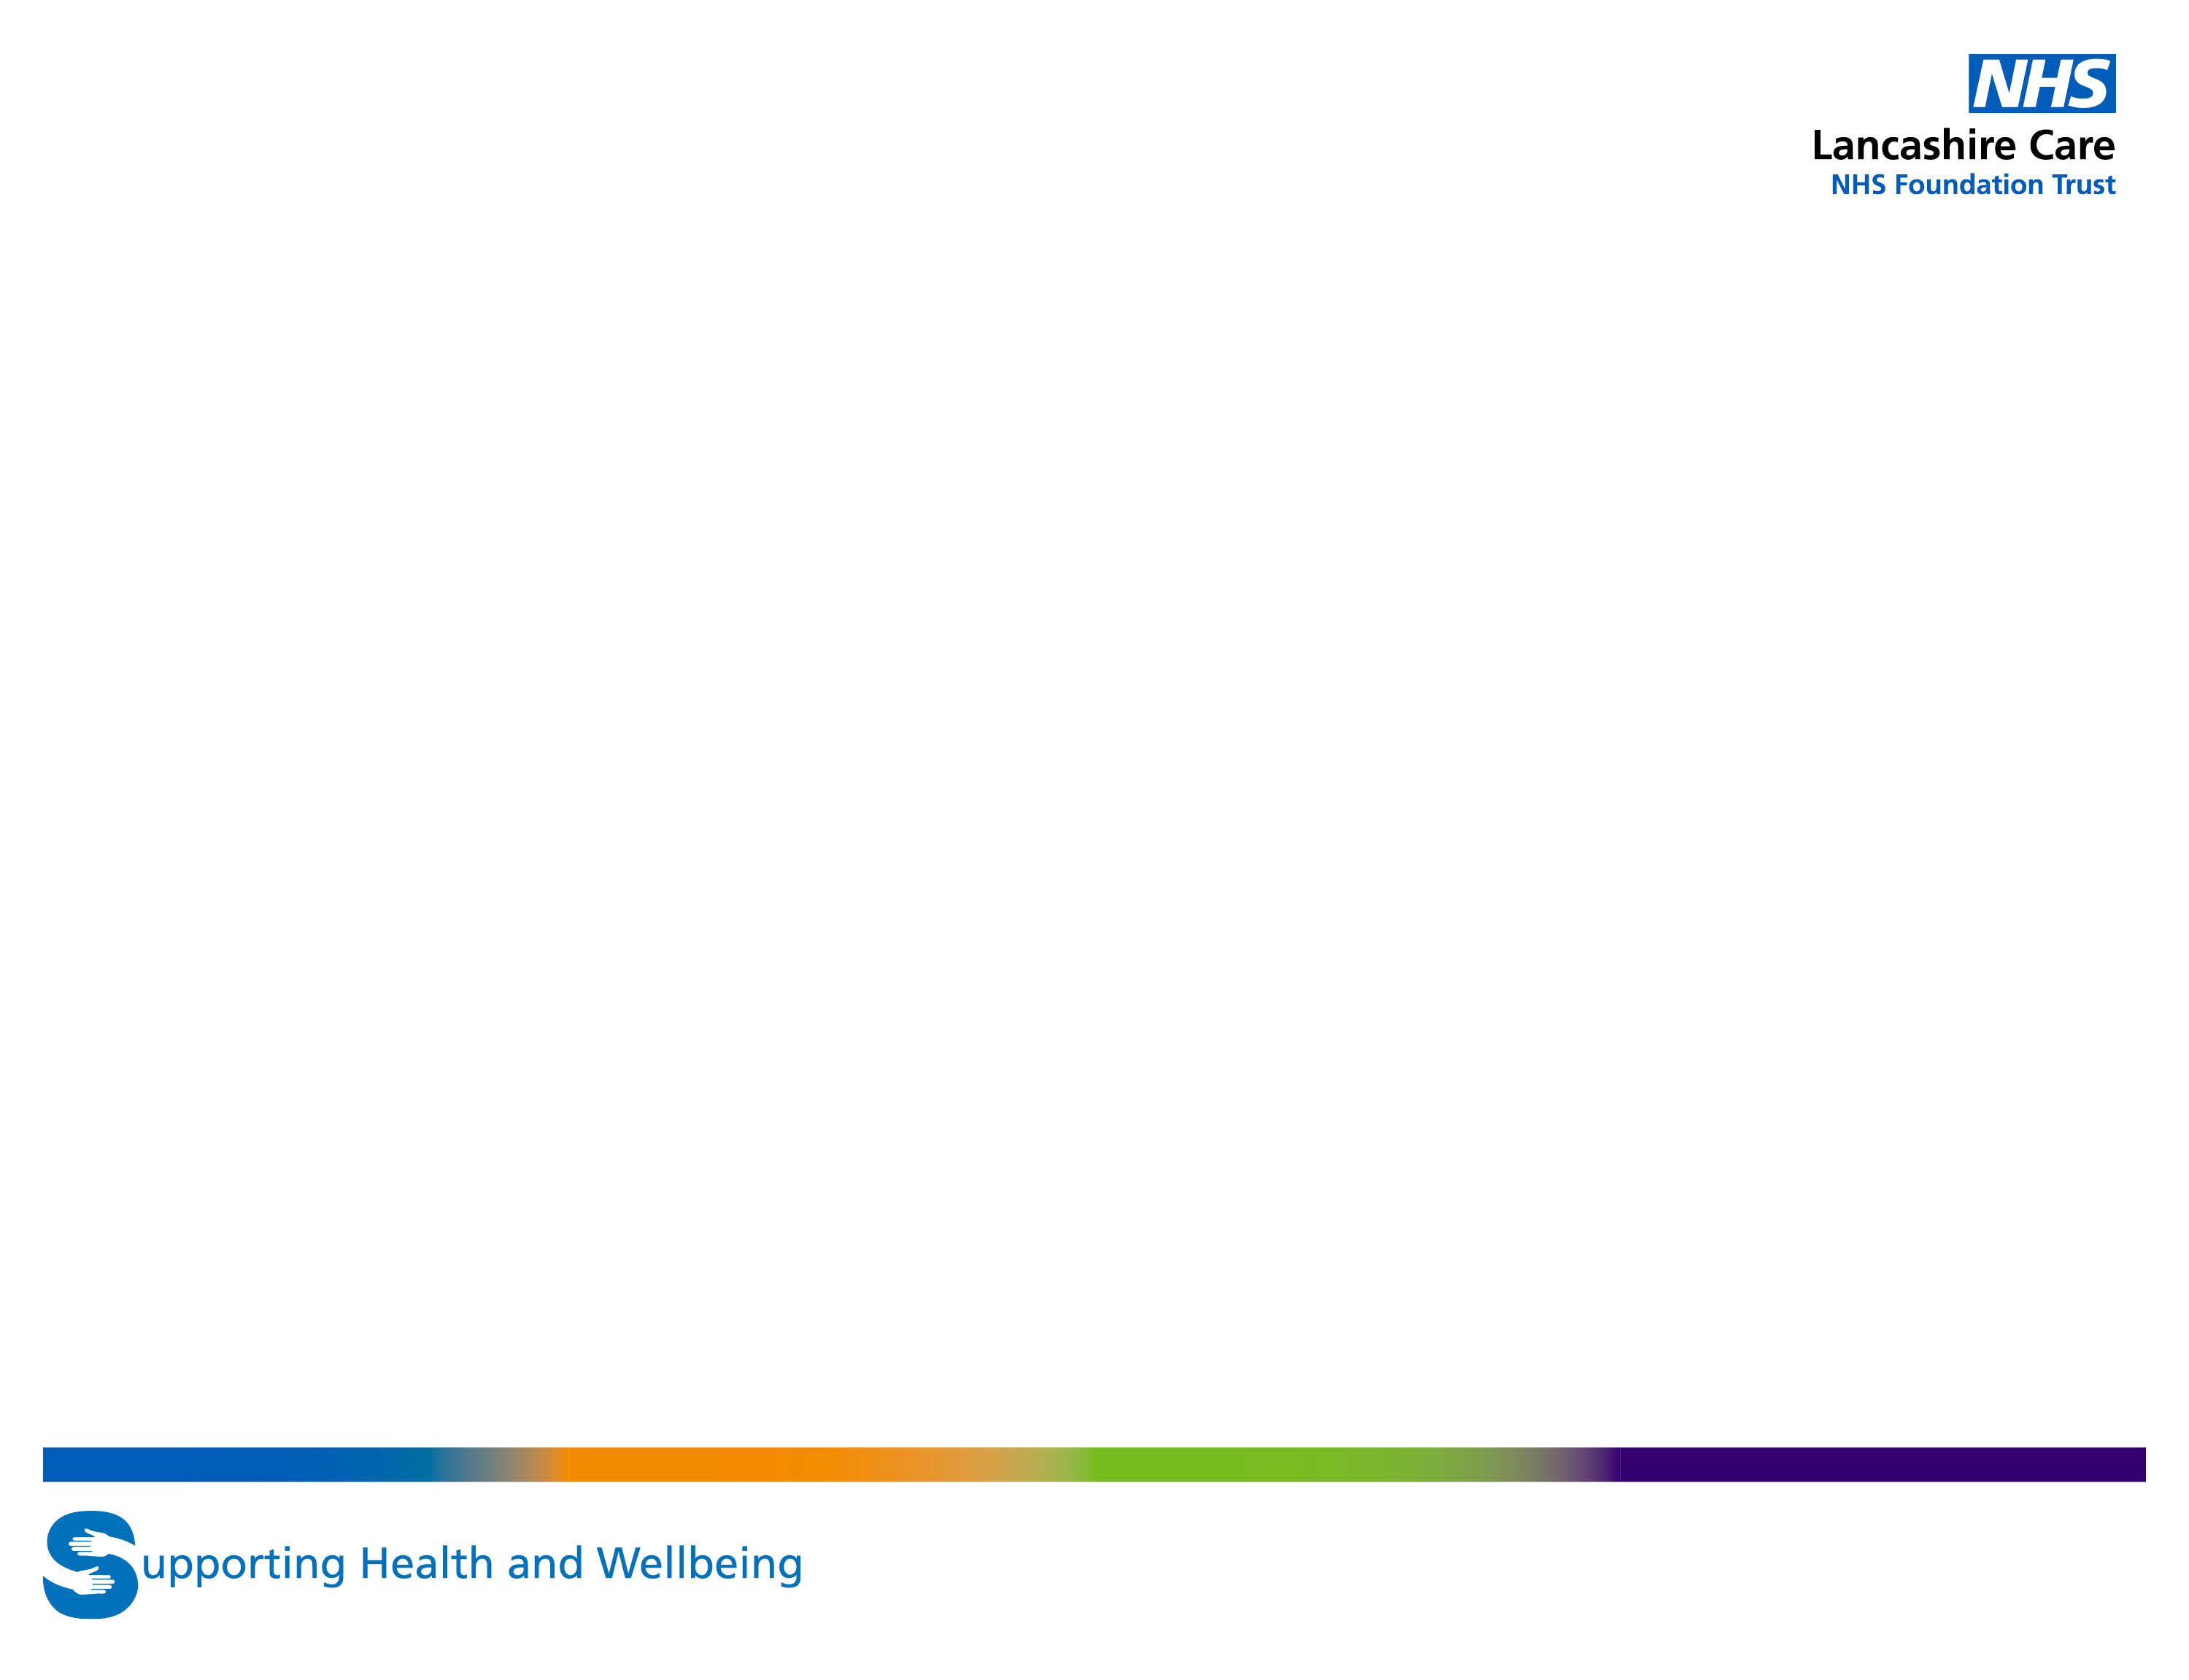 NHS
Lancashire Care
NHS Foundation Trust
Supporting Health and Wellbeing